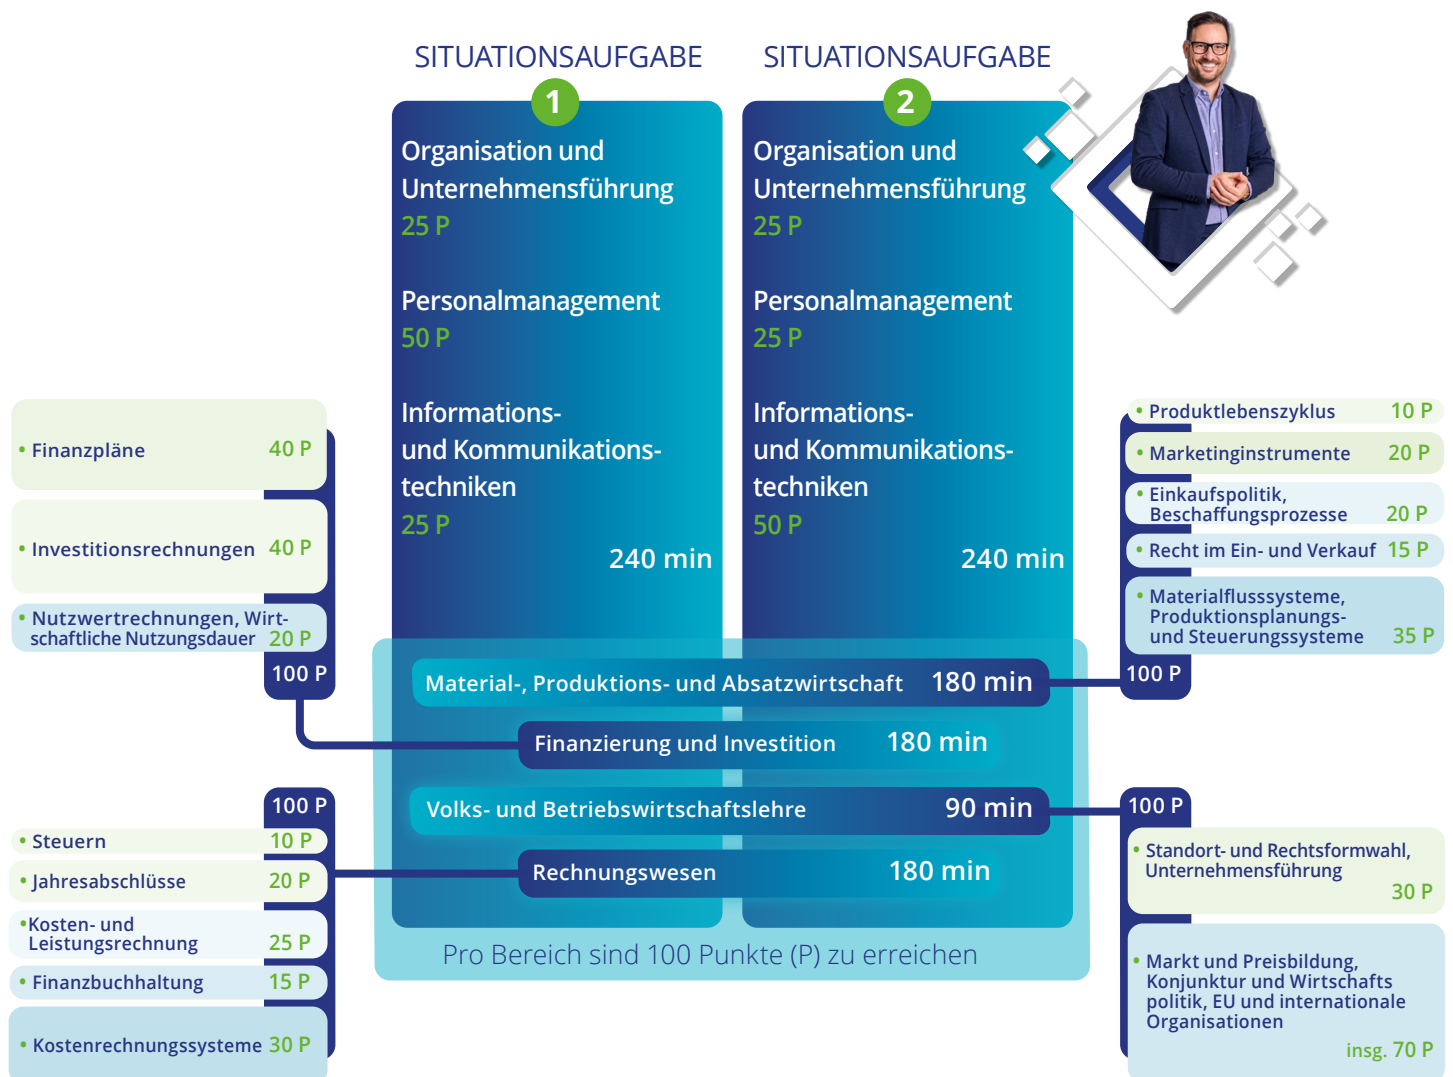 SITUATIONSAUFGABE
1
Organisation und
Unternehmensführung
25 P
Personalmanagement
50 P
Informations-
und Kommunikations-
techniken
25 P
240 min
SITUATIONSAUFGABE
2
Organisation und
Unternehmensführung
25 P
Personalmanagement
25 P
Informations-
und Kommunikations-
techniken
50 P
240 min
• Finanzpläne 40 P
• Investitionsrechnungen 40 P
• Nutzwertrechnungen, Wirt-
schaftliche Nutzungsdauer 20 P
100 P
• Produktlebenszyklus 10 P
• Marketinginstrumente 20 P
• Einkaufspolitik,
Beschaffungsprozesse 20 P
• Recht im Ein- und Verkauf 15 P
• Materialflusssysteme,
Produktionsplanungs-
und Steuerungssysteme 35 P
100 P
Material-, Produktions- und Absatzwirtschaft 180 min
Finanzierung und Investition 180 min
Volks- und Betriebswirtschaftslehre 90 min
Rechnungswesen 180 min
Pro Bereich sind 100 Punkte (P) zu erreichen
100 P
• Steuern 10 P
• Jahresabschlüsse 20 P
•Kosten- und
Leistungsrechnung 25 P
• Finanzbuchhaltung 15 P
• Kostenrechnungssysteme 30 P
100 P
• Standort- und Rechtsformwahl,
Unternehmensführung
30 P
• Markt und Preisbildung,
Konjunktur und Wirtschafts
politik, EU und internationale
Organisationen
insg. 70 P